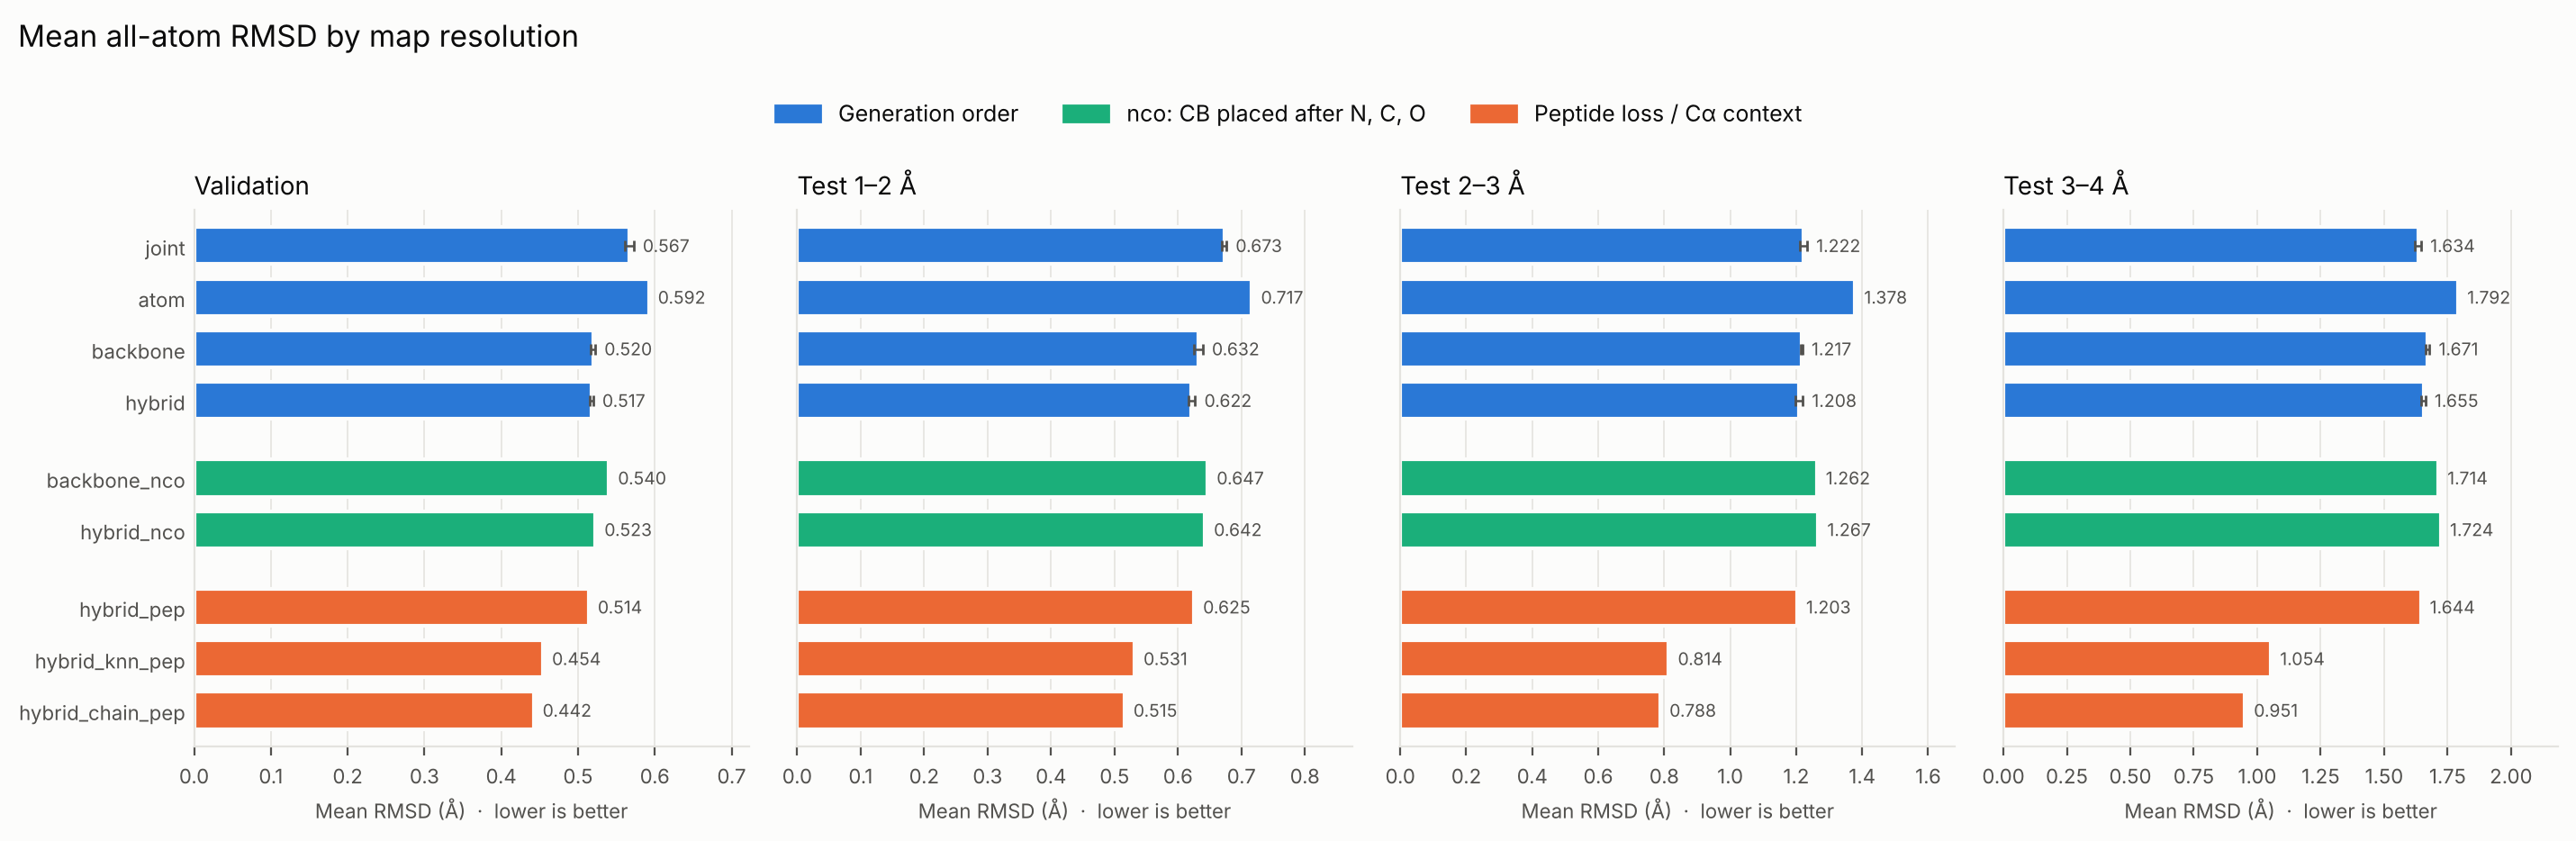 Mean all-atom RMSD by map resolution
Generation order
nco: CB placed after N, C, O
Peptide loss / Cα context
Validation
joint
atom
backbone
hybrid
backbone_nco
hybrid_nco
hybrid_pep
hybrid_knn_pep
hybrid_chain_pep
0.567
0.592
0.520
0.517
0.540
0.523
0.514
0.454
0.442
0.0 0.1 0.2 0.3 0.4 0.5 0.6 0.7
Mean RMSD (Å) · lower is better
Test 1–2 Å
0.673
0.717
0.632
0.622
0.647
0.642
0.625
0.531
0.515
0.0 0.1 0.2 0.3 0.4 0.5 0.6 0.7 0.8
Mean RMSD (Å) · lower is better
Test 2–3 Å
1.222
1.378
1.217
1.208
1.262
1.267
1.203
0.814
0.788
0.0 0.2 0.4 0.6 0.8 1.0 1.2 1.4 1.6
Mean RMSD (Å) · lower is better
Test 3–4 Å
1.634
1.792
1.671
1.655
1.714
1.724
1.644
1.054
0.951
0.00 0.25 0.50 0.75 1.00 1.25 1.50 1.75 2.00
Mean RMSD (Å) · lower is better